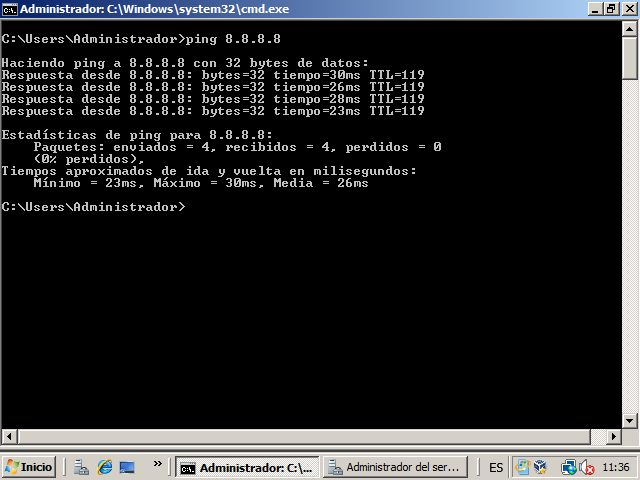 Administrador: C:\Windows\system32\cmd.exe
C:\Users\Administrador>ping 8.8.8.8
Haciendo ping a 8.8.8.8 con 32 bytes de datos:
Respuesta desde 8.8.8.8: bytes=32 tiempo=30ms TTL=119
Respuesta desde 8.8.8.8: bytes=32 tiempo=26ms TTL=119
Respuesta desde 8.8.8.8: bytes=32 tiempo=28ms TTL=119
Respuesta desde 8.8.8.8: bytes=32 tiempo=23ms TTL=119
Estadísticas de ping para 8.8.8.8:
Paquetes: enviados = 4, recibidos = 4, perdidos = 0
(0% perdidos),
Tiempos aproximados de ida y vuelta en milisegundos:
Mínimo = 23ms, Máximo = 30ms, Media = 26ms
C:\Users\Administrador>
Inicio » Administrador: C:\... Administrador del ser... ES 11:36